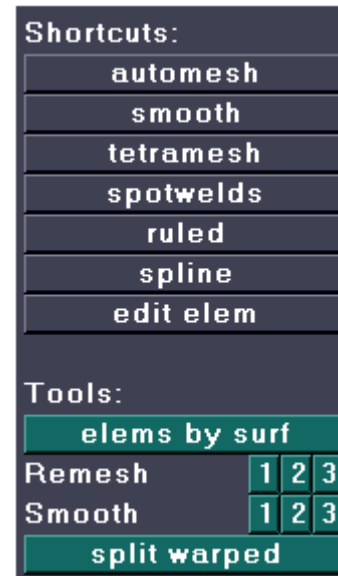 Shortcuts:
automesh
smooth
tetramesh
spotwelds
ruled
spline
edit elem
Tools:
elems by surf
Remesh 1 2 3
Smooth 1 2 3
split warped